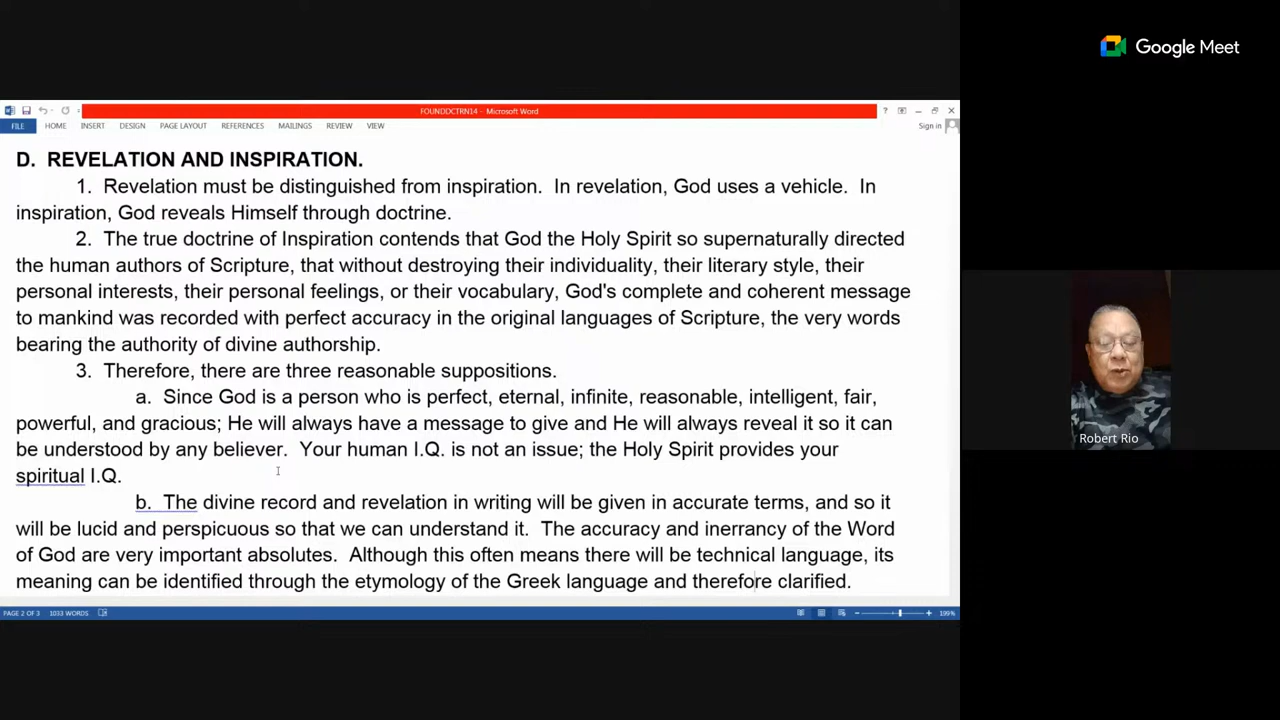 Google Meet
FOUNDDCTRN14 - Microsoft Word
FILE HOME INSERT DESIGN PAGE LAYOUT REFERENCES MAILINGS REVIEW VIEW
Sign in
D. REVELATION AND INSPIRATION.
1. Revelation must be distinguished from inspiration. In revelation, God uses a vehicle. In
inspiration, God reveals Himself through doctrine.
2. The true doctrine of Inspiration contends that God the Holy Spirit so supernaturally directed
the human authors of Scripture, that without destroying their individuality, their literary style, their
personal interests, their personal feelings, or their vocabulary, God's complete and coherent message
to mankind was recorded with perfect accuracy in the original languages of Scripture, the very words
bearing the authority of divine authorship.
3. Therefore, there are three reasonable suppositions.
a. Since God is a person who is perfect, eternal, infinite, reasonable, intelligent, fair,
powerful, and gracious; He will always have a message to give and He will always reveal it so it can
be understood by any believer. Your human I.Q. is not an issue; the Holy Spirit provides your
spiritual I.Q.
b. The divine record and revelation in writing will be given in accurate terms, and so it
will be lucid and perspicuous so that we can understand it. The accuracy and inerrancy of the Word
of God are very important absolutes. Although this often means there will be technical language, its
meaning can be identified through the etymology of the Greek language and therefore clarified.
PAGE 2 OF 3 1033 WORDS
199%
Robert Rio